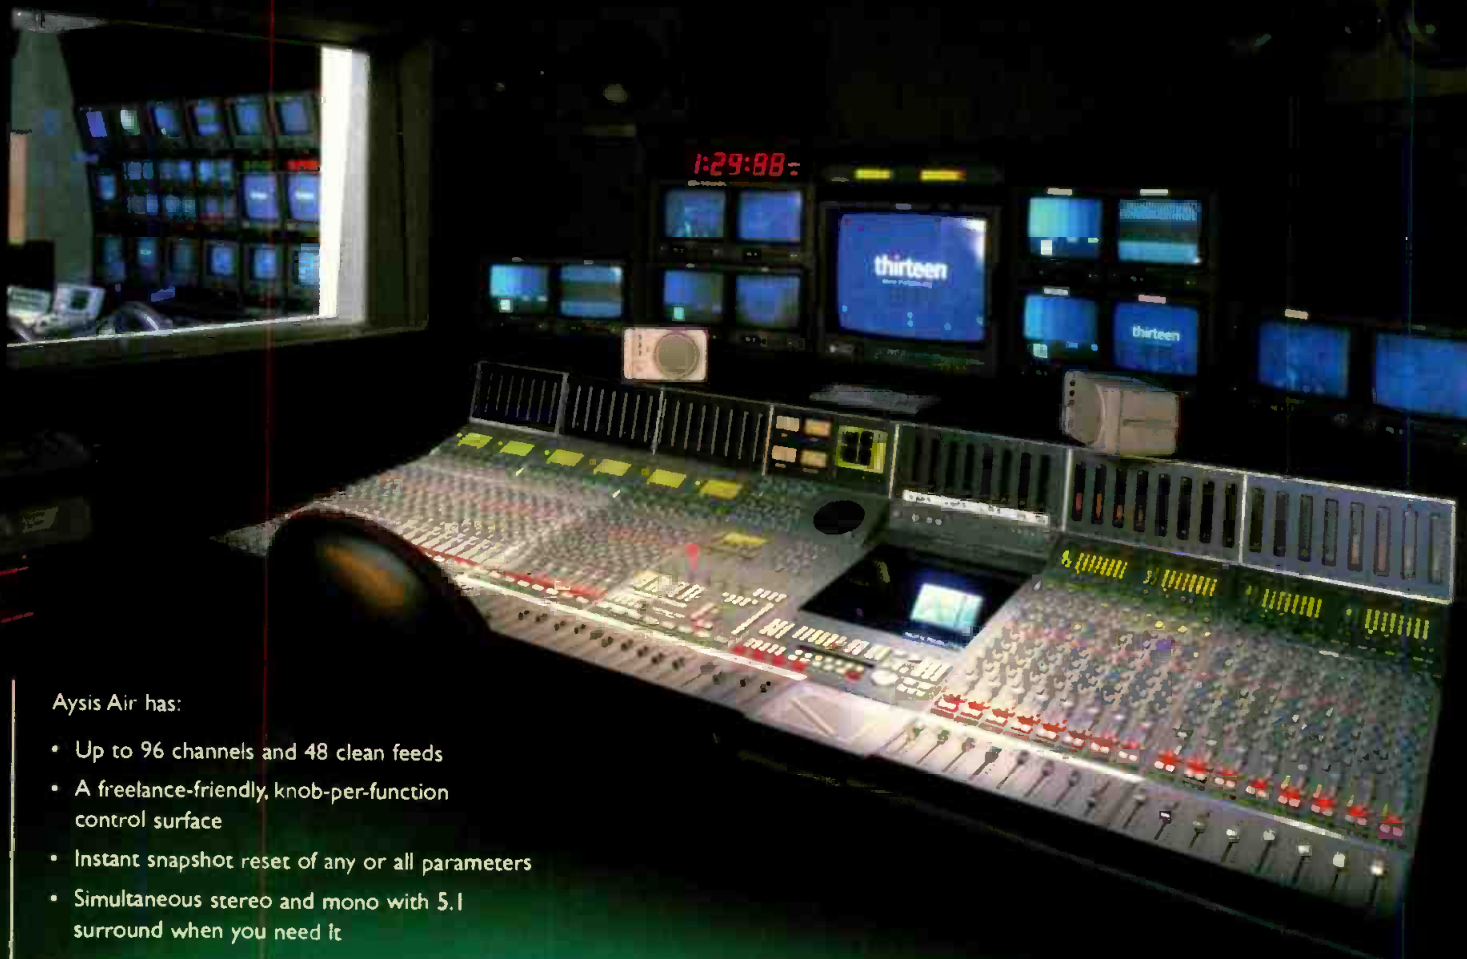 1:29:88
thirteen
thirteen
Aysis Air has:
• Up to 96 channels and 48 clean feeds
• A freelance-friendly, knob-per-function
control surface
• Instant snapshot reset of any or all parameters
• Simultaneous stereo and mono with 5.1
surround when you need it